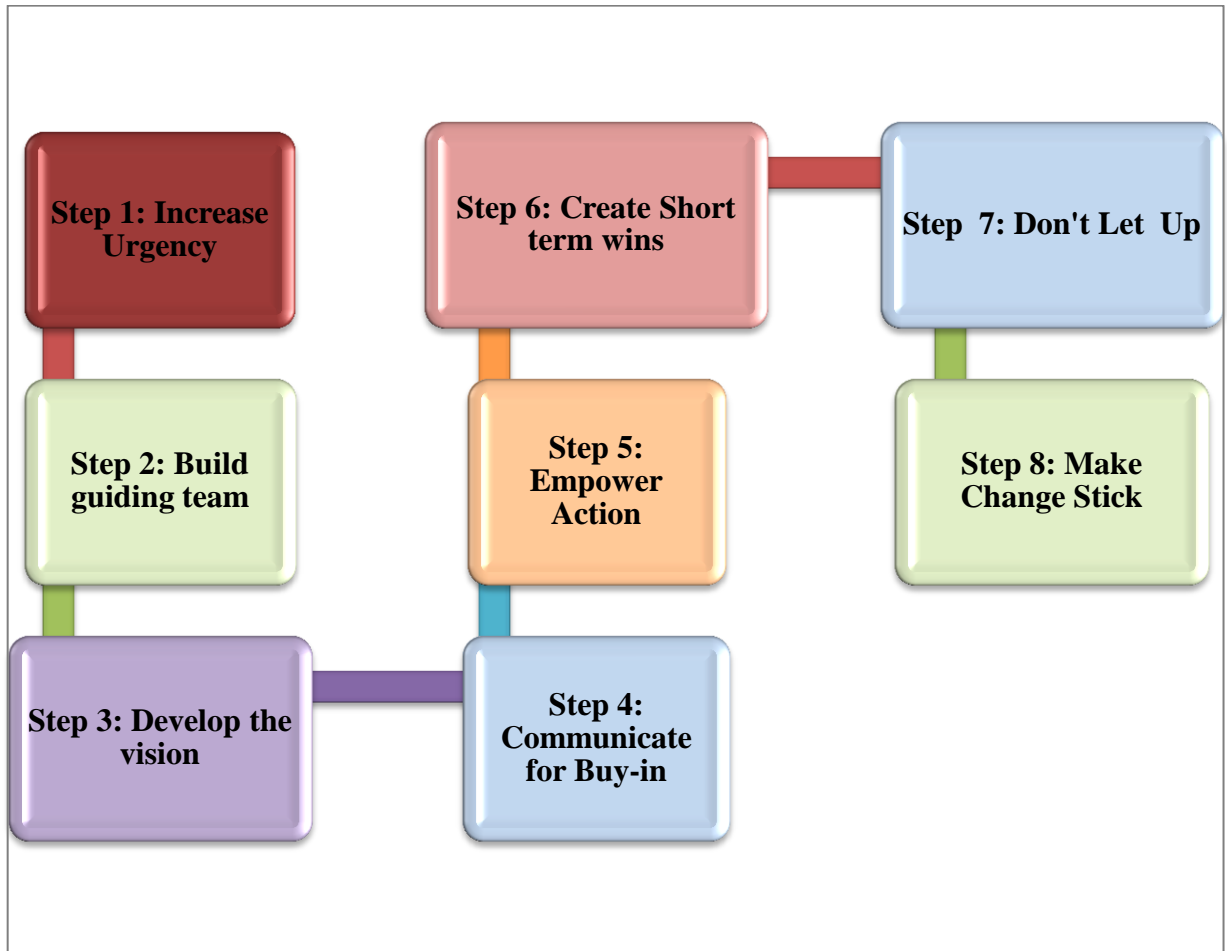 Step 1: Increase
Urgency
Step 2: Build
guiding team
Step 3: Develop the
vision
Step 4:
Communicate
for Buy-in
Step 5:
Empower
Action
Step 6: Create Short
term wins
Step 7: Don't Let Up
Step 8: Make
Change Stick